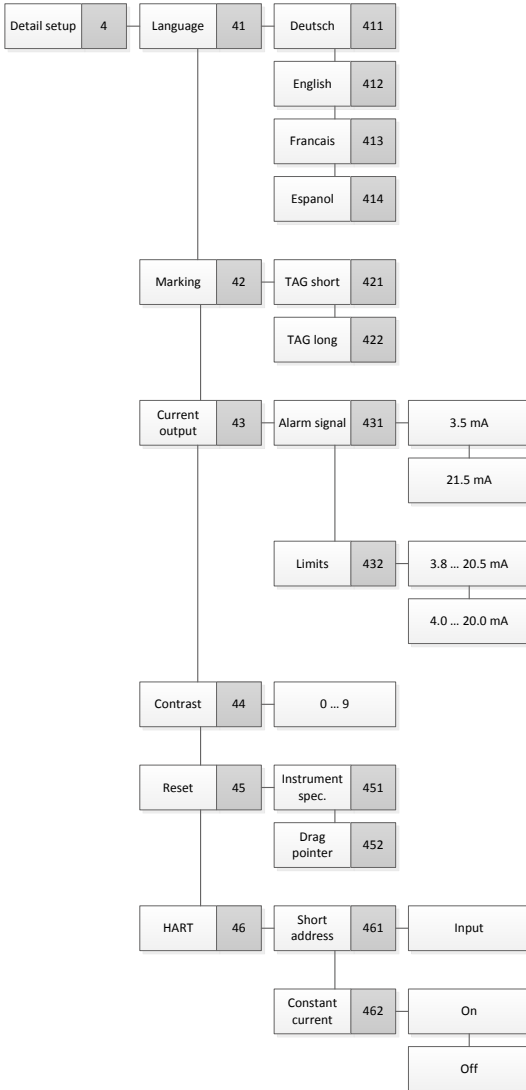 Detail setup 4 Language 41 Deutsch 411
English 412
Francais 413
Espanol 414
Marking 42 TAG short 421
TAG long 422
Current
output 43 Alarm signal 431 3.5 mA
21.5 mA
Limits 432 3.8 ... 20.5 mA
4.0 ... 20.0 mA
Contrast 44 0 ... 9
Reset 45 Instrument
spec. 451
Drag
pointer 452
HART 46 Short
address 461 Input
Constant
current 462 On
Off